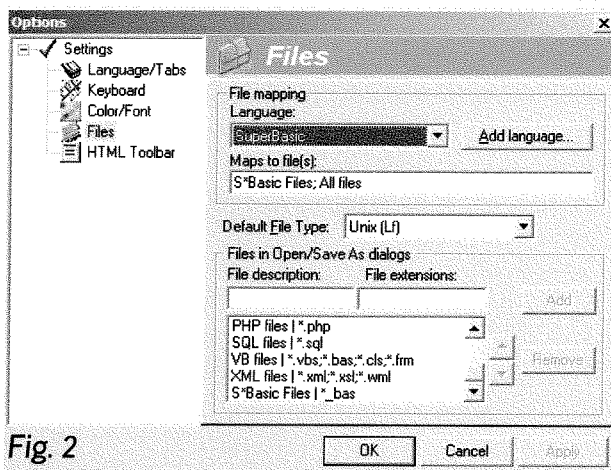 Options
Settings
Language/Tabs
Keyboard
Color/Font
Files
HTML Toolbar
Files
File mapping
Language:
SuperBasic
Add language...
Maps to file(s):
S*Basic Files; All files
Default File Type: Unix (Lf)
Files in Open/Save As dialogs
File description: File extensions:
Add
PHP files | *.php
SQL files | *.sql
VB files | *.vbs;*.bas;*.cls;*.frm
XML files | *.xml;*.xsl;*.wml
S*Basic Files | *_bas
Remove
Fig. 2
OK Cancel Apply